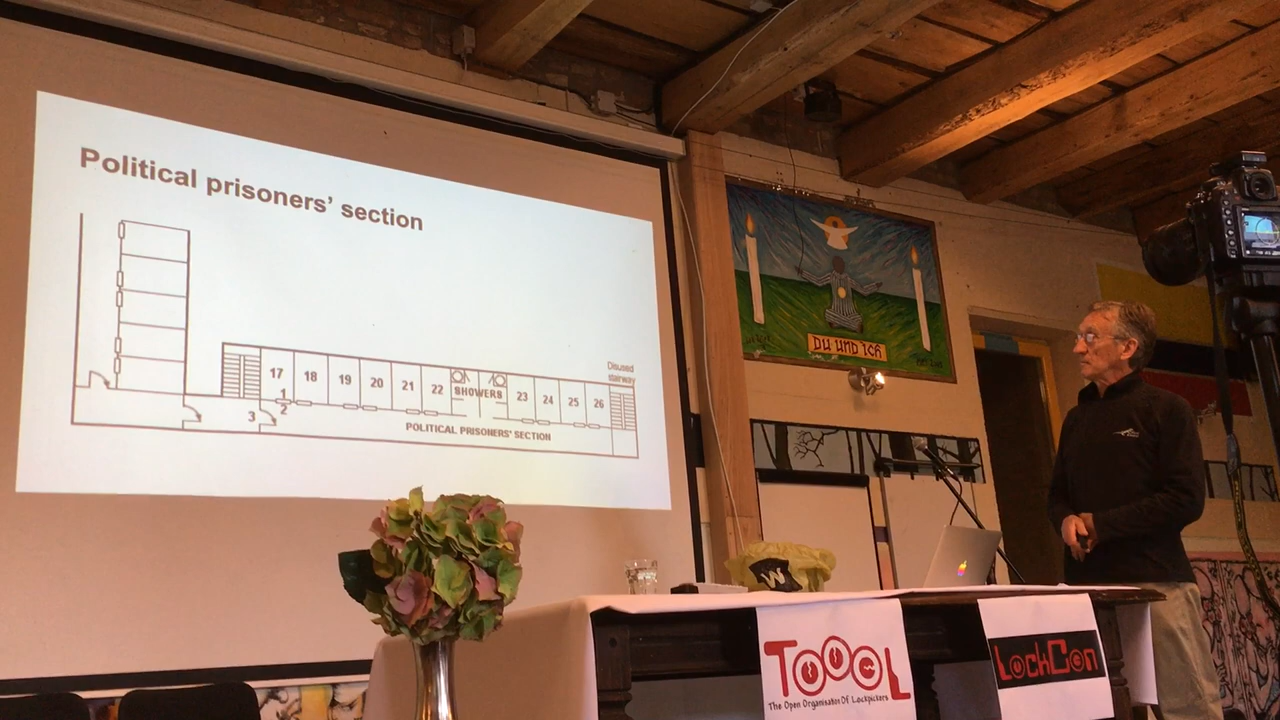 Political prisoners' section
Disused
stairway
17 18 19 20 21 22 SHOWERS 23 24 25 26
1
2
3
POLITICAL PRISONERS' SECTION
DU UND ICH
W
TOOOL
The Open Organisation Of Lockpickers
LockCon